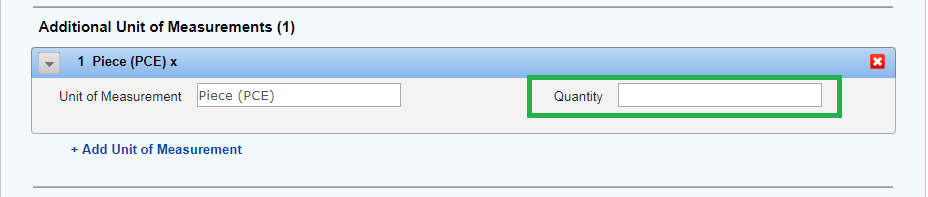 Additional Unit of Measurements (1)
1 Piece (PCE) x
Unit of Measurement Piece (PCE) Quantity
+ Add Unit of Measurement